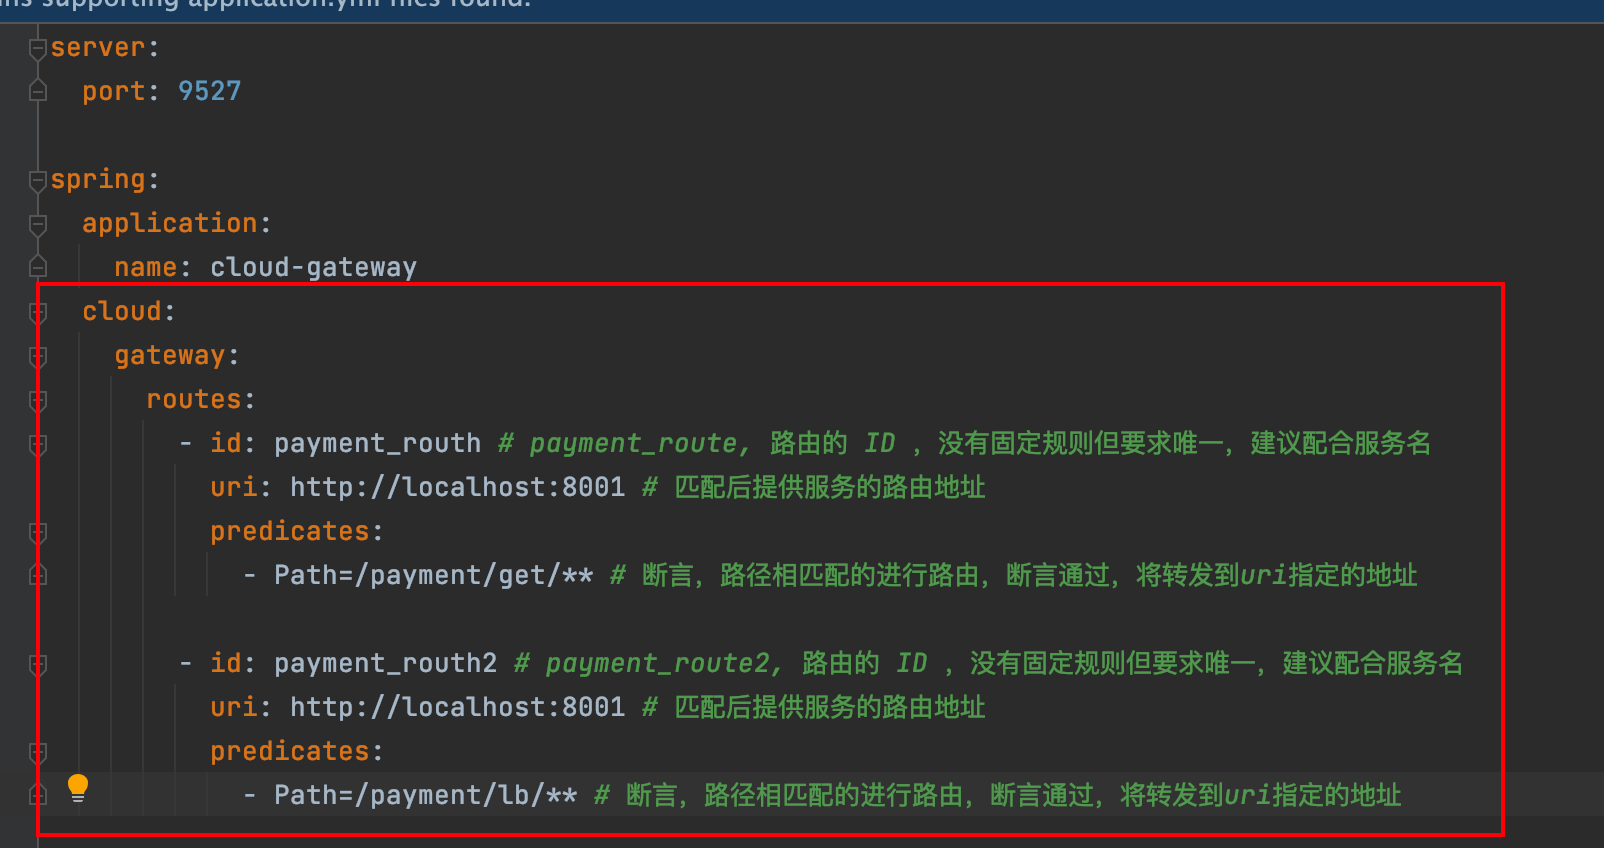 ns supporting application.yml files found.
server:
port: 9527
spring:
application:
name: cloud-gateway
cloud:
gateway:
routes:
- id: payment_routh # payment_route, 路由的 ID ，没有固定规则但要求唯一，建议配合服务名
uri: http://localhost:8001 # 匹配后提供服务的路由地址
predicates:
- Path=/payment/get/** # 断言，路径相匹配的进行路由，断言通过，将转发到uri指定的地址
- id: payment_routh2 # payment_route2, 路由的 ID ，没有固定规则但要求唯一，建议配合服务名
uri: http://localhost:8001 # 匹配后提供服务的路由地址
predicates:
- Path=/payment/lb/** # 断言，路径相匹配的进行路由，断言通过，将转发到uri指定的地址